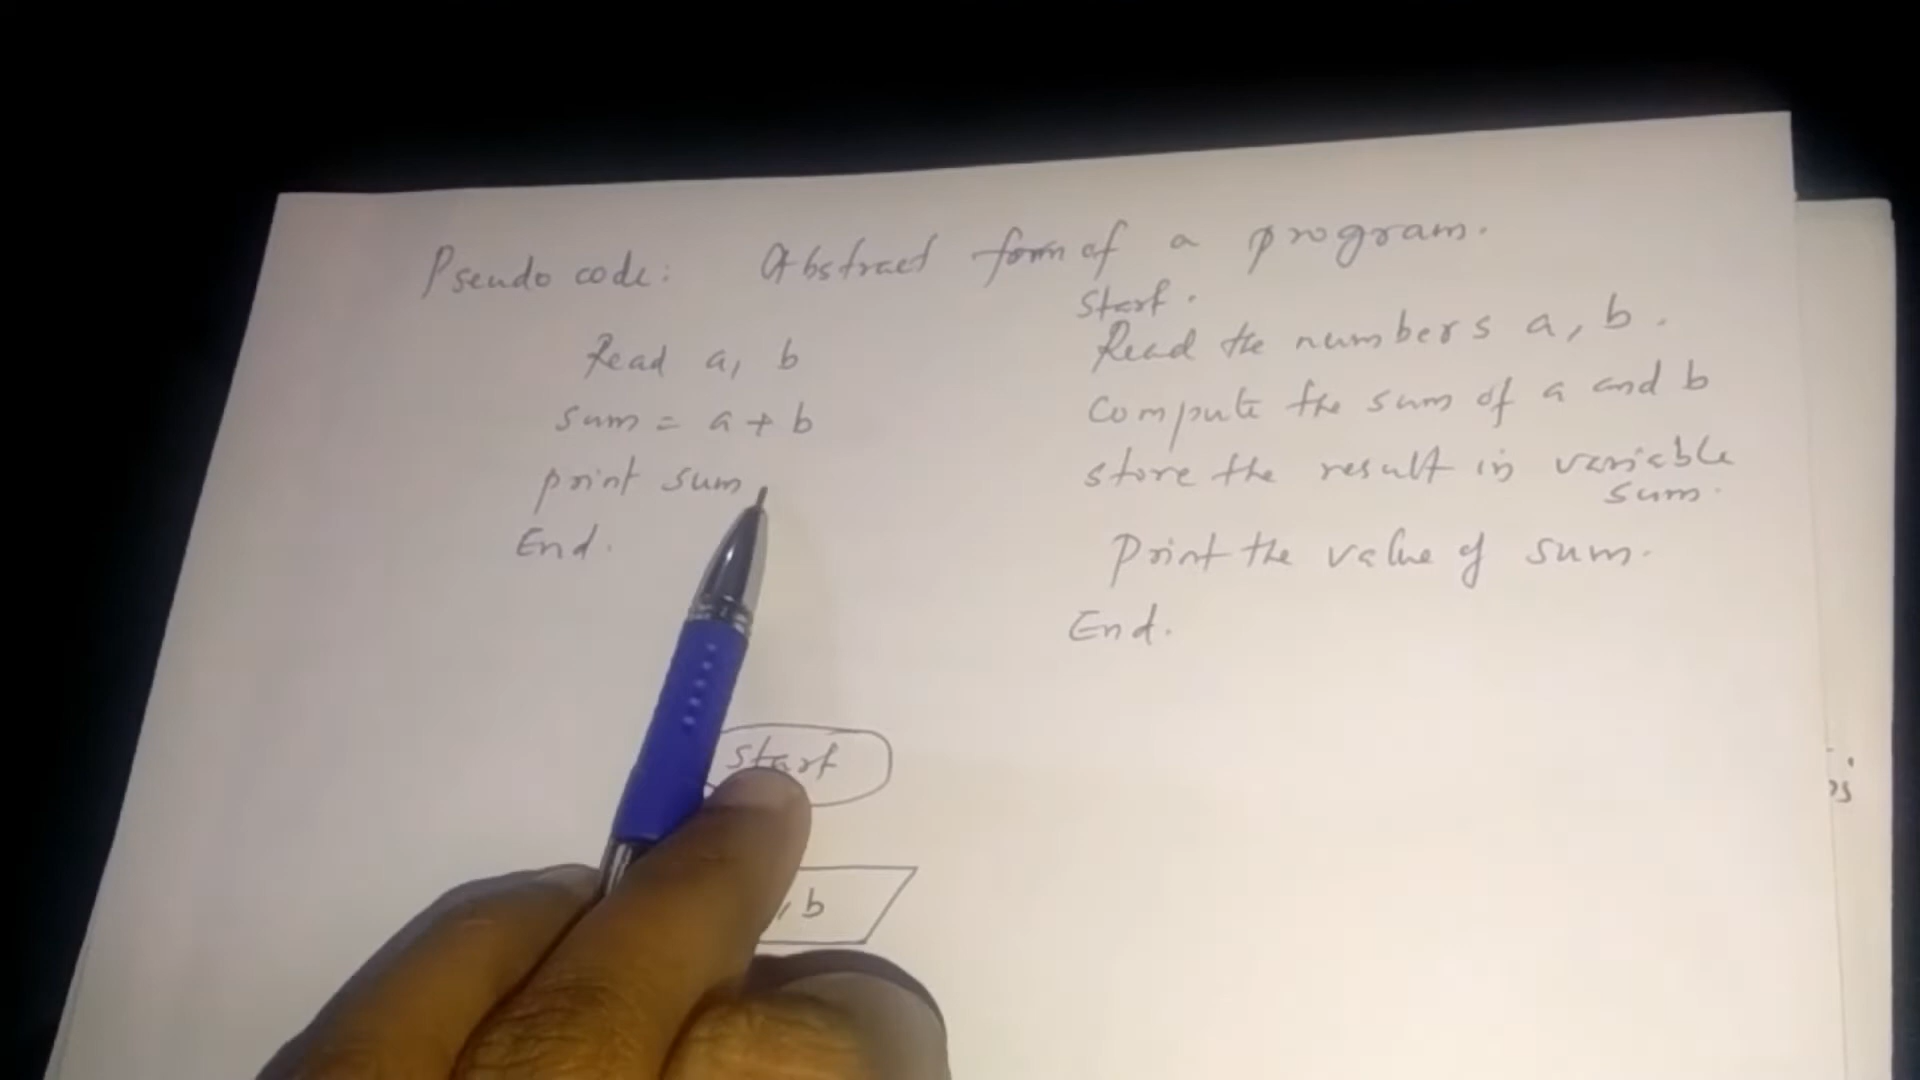 Pseudo code: Abstract form of a program.
Read a, b
sum = a + b
print sum
End.
Start.
Read the numbers a, b.
Compute the sum of a and b
store the result in variable
sum.
Print the value of sum.
End.
start
, b